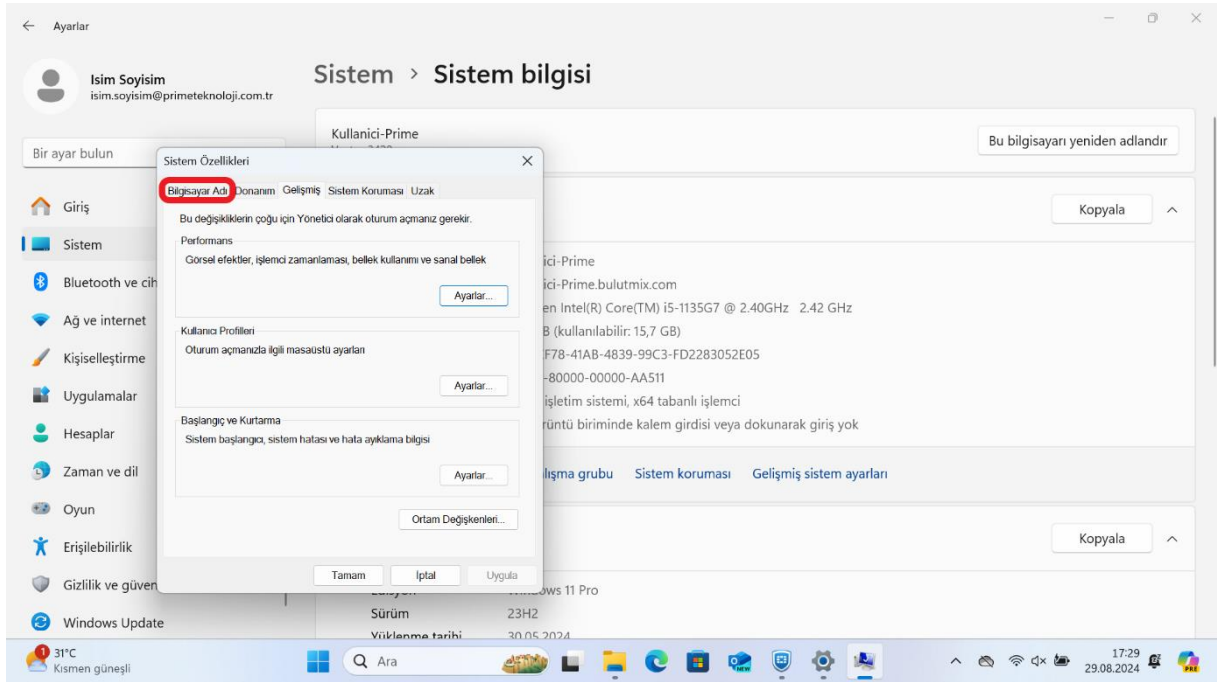 Ayarlar
Isim Soyisim
isim.soyisim@primeteknoloji.com.tr
Bir ayar bulun
Giriş
Sistem
Bluetooth ve cih
Ağ ve internet
Kişiselleştirme
Uygulamalar
Hesaplar
Zaman ve dil
Oyun
Erişilebilirlik
Gizlilik ve güven
Windows Update
Sistem > Sistem bilgisi
Kullanici-Prime
Bu bilgisayarı yeniden adlandır
Kopyala
ici-Prime
ici-Prime.bulutmix.com
en Intel(R) Core(TM) i5-1135G7 @ 2.40GHz 2.42 GHz
B (kullanılabilir: 15,7 GB)
F78-41AB-4839-99C3-FD2283052E05
-80000-00000-AA511
işletim sistemi, x64 tabanlı işlemci
rüntü biriminde kalem girdisi veya dokunarak giriş yok
lışma grubu Sistem koruması Gelişmiş sistem ayarları
Kopyala
Windows 11 Pro
Sürüm 23H2
Yüklenme tarihi 30.05.2024
Sistem Özellikleri
Bilgisayar Adı Donanım Gelişmiş Sistem Koruması Uzak
Bu değişikliklerin çoğu için Yönetici olarak oturum açmanız gerekir.
Performans
Görsel efektler, işlemci zamanlaması, bellek kullanımı ve sanal bellek
Ayarlar...
Kullanıcı Profilleri
Oturum açmanızla ilgili masaüstü ayarları
Ayarlar...
Başlangıç ve Kurtarma
Sistem başlangıcı, sistem hatası ve hata ayıklama bilgisi
Ayarlar...
Ortam Değişkenleri...
Tamam İptal Uygula
1
31°C
Kısmen güneşli
Ara
NEW
17:29
29.08.2024
PRE